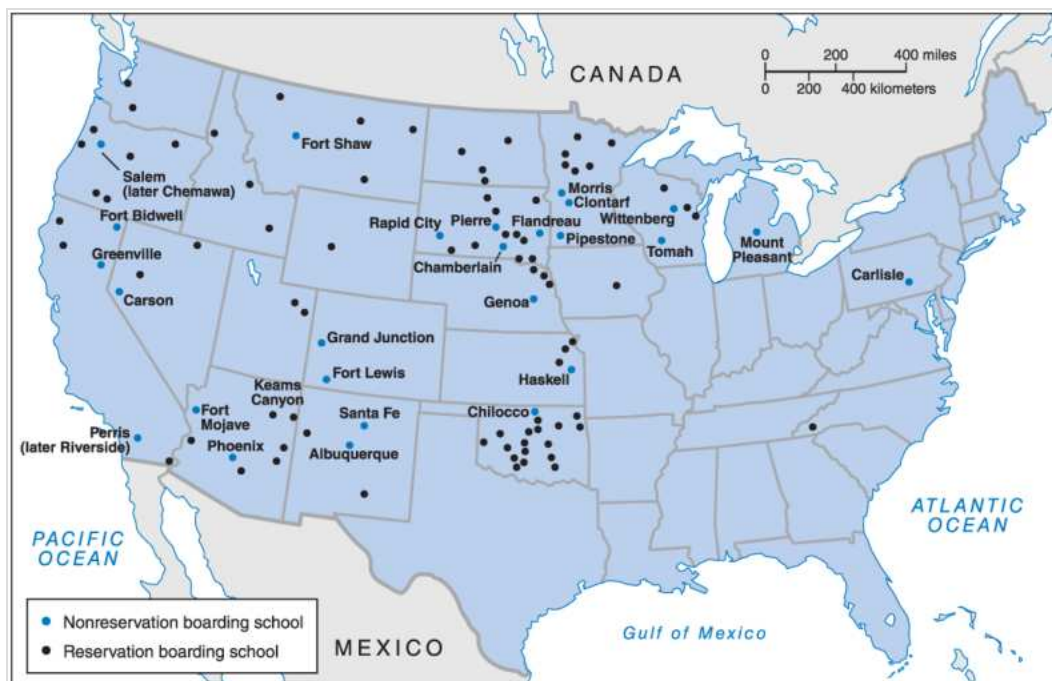 0 200 400 miles
0 200 400 kilometers
CANADA
Fort Shaw
Salem
(later Chemawa)
Fort Bidwell
Greenville
Carson
Morris
Clontarf
Rapid City
Pierre
Flandreau
Wittenberg
Pipestone
Chamberlain
Tomah
Mount
Pleasant
Carlisle
Genoa
Grand Junction
Fort Lewis
Haskell
Keams
Canyon
Santa Fe
Chilocco
Fort
Mojave
Perris
(later Riverside)
Phoenix
Albuquerque
PACIFIC
OCEAN
ATLANTIC
OCEAN
Gulf of Mexico
MEXICO
Nonreservation boarding school
Reservation boarding school